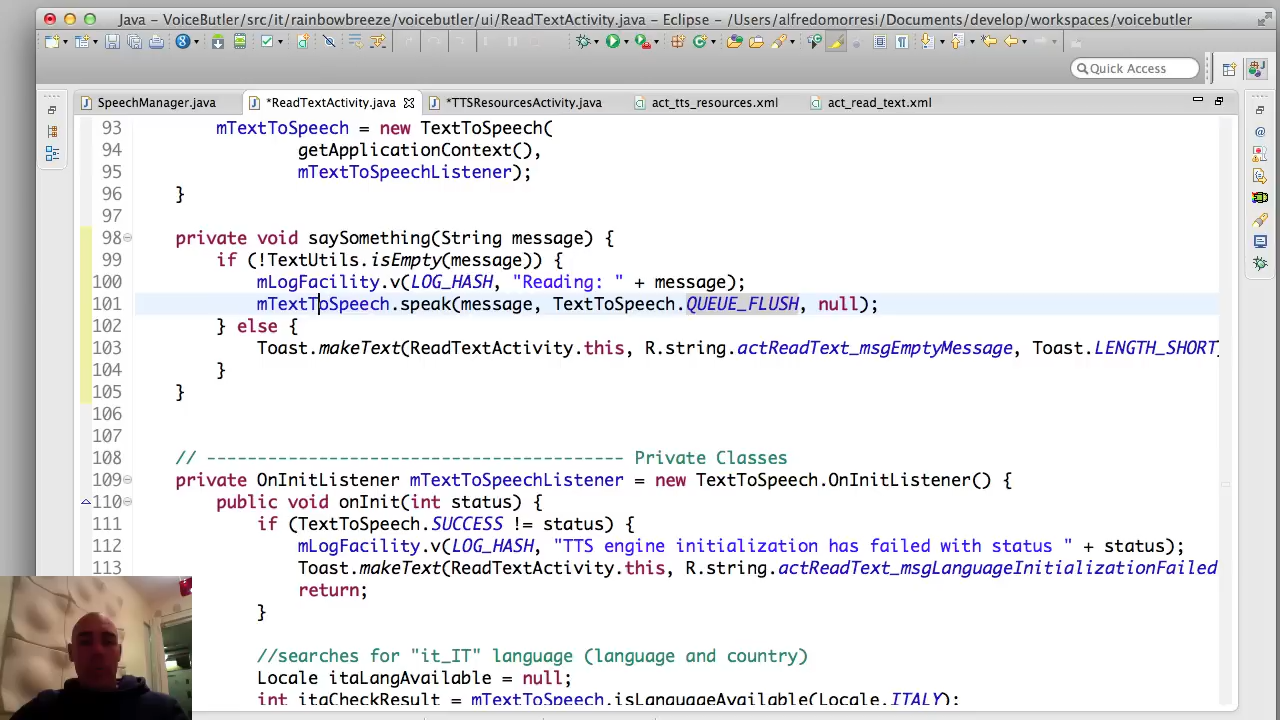 Java - VoiceButler/src/it/rainbowbreeze/voicebutler/ui/ReadTextActivity.java - Eclipse - /Users/alfredomorresi/Documents/develop/workspaces/voicebutler
Quick Access
SpeechManager.java *ReadTextActivity.java *TTSResourcesActivity.java act_tts_resources.xml act_read_text.xml
93 mTextToSpeech = new TextToSpeech(
94 getApplicationContext(),
95 mTextToSpeechListener);
96 }
97
98 private void saySomething(String message) {
99 if (!TextUtils.isEmpty(message)) {
100 mLogFacility.v(LOG_HASH, "Reading: " + message);
101 mTextToSpeech.speak(message, TextToSpeech.QUEUE_FLUSH, null);
102 } else {
103 Toast.makeText(ReadTextActivity.this, R.string.actReadText_msgEmptyMessage, Toast.LENGTH_SHORT)
104 }
105 }
106
107
108 // ----------------------------------------- Private Classes
109 private OnInitListener mTextToSpeechListener = new TextToSpeech.OnInitListener() {
110 public void onInit(int status) {
111 if (TextToSpeech.SUCCESS != status) {
112 mLogFacility.v(LOG_HASH, "TTS engine initialization has failed with status " + status);
113 Toast.makeText(ReadTextActivity.this, R.string.actReadText_msgLanguageInitializationFailed
return;
}
//searches for "it_IT" language (language and country)
Locale itaLangAvailable = null;
int itaCheckResult = mTextToSpeech.isLanguageAvailable(Locale.ITALY);